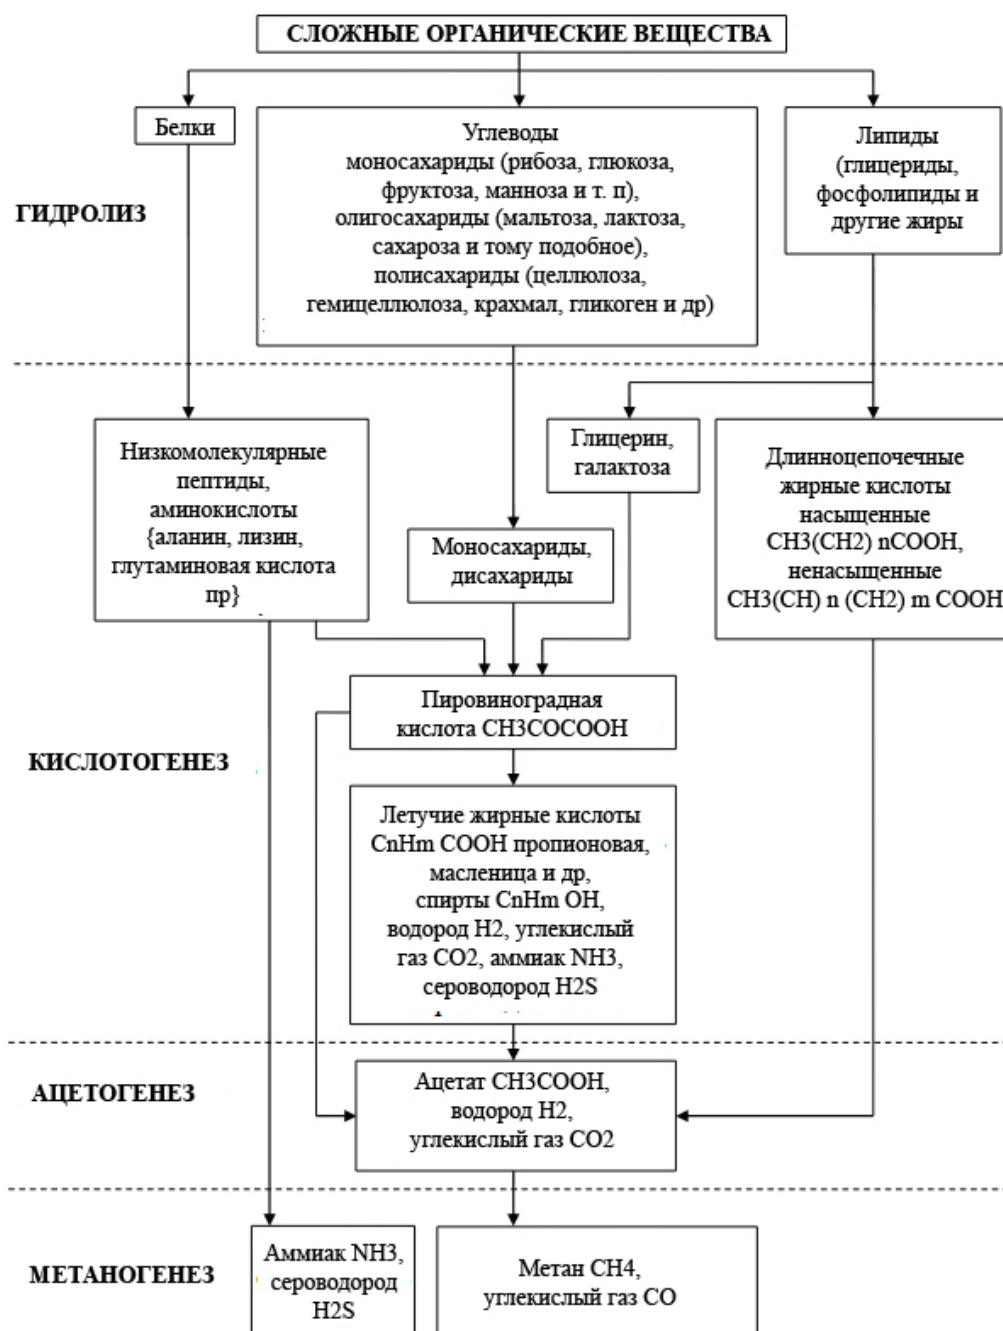 СЛОЖНЫЕ ОРГАНИЧЕСКИЕ ВЕЩЕСТВА
Белки
Углеводы
моносахариды (рибоза, глюкоза,
фруктоза, манноза и т. п),
олигосахариды (мальтоза, лактоза,
сахароза и тому подобное),
полисахариды (целлюлоза,
гемицеллюлоза, крахмал, гликоген и др)
Липиды
(глицериды,
фосфолипиды и
другие жиры
ГИДРОЛИЗ
Низкомолекулярные
пептиды,
аминокислоты
{аланин, лизин,
глутаминовая кислота
пр}
Моносахариды,
дисахариды
Глицерин,
галактоза
Длинноцепочечные
жирные кислоты
насыщенные
CH3(CH2) nCOOH,
ненасыщенные
CH3(CH) n (CH2) m COOH
Пировиноградная
кислота CH3COCOOH
КИСЛОТОГЕНЕЗ
Летучие жирные кислоты
CnHm COOH пропионовая,
масленица и др,
спирты CnHm OH,
водород H2, углекислый
газ CO2, аммиак NH3,
сероводород H2S
АЦЕТОГЕНЕЗ
Ацетат CH3COOH,
водород H2,
углекислый газ CO2
МЕТАНОГЕНЕЗ
Аммиак NH3,
сероводород
H2S
Метан CH4,
углекислый газ CO